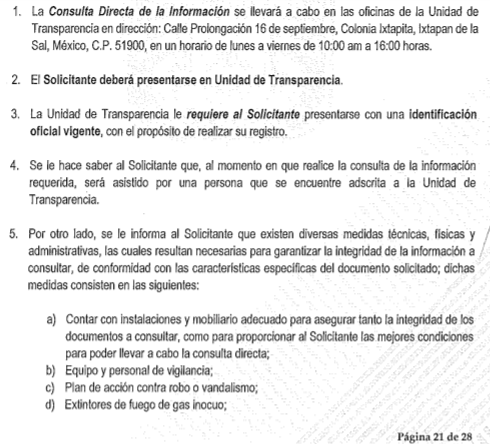 1. La Consulta Directa de la Información se llevará a cabo en las oficinas de la Unidad de
Transparencia en dirección: Calle Prolongación 16 de septiembre, Colonia Ixtapita, Ixtapan de la
Sal, México, C.P. 51900, en un horario de lunes a viernes de 10:00 am a 16:00 horas.
2. El Solicitante deberá presentarse en Unidad de Transparencia.
3. La Unidad de Transparencia le requiere al Solicitante presentarse con una identificación
oficial vigente, con el propósito de realizar su registro.
4. Se le hace saber al Solicitante que, al momento en que realice la consulta de la información
requerida, será asistido por una persona que se encuentre adscrita a la Unidad de
Transparencia.
5. Por otro lado, se le informa al Solicitante que existen diversas medidas técnicas, físicas y
administrativas, las cuales resultan necesarias para garantizar la integridad de la información a
consultar, de conformidad con las características específicas del documento solicitado; dichas
medidas consisten en las siguientes:
a) Contar con instalaciones y mobiliario adecuado para asegurar tanto la integridad de los
documentos a consultar, como para proporcionar al Solicitante las mejores condiciones
para poder llevar a cabo la consulta directa;
b) Equipo y personal de vigilancia;
c) Plan de acción contra robo o vandalismo;
d) Extintores de fuego de gas inocuo;
Página 21 de 28